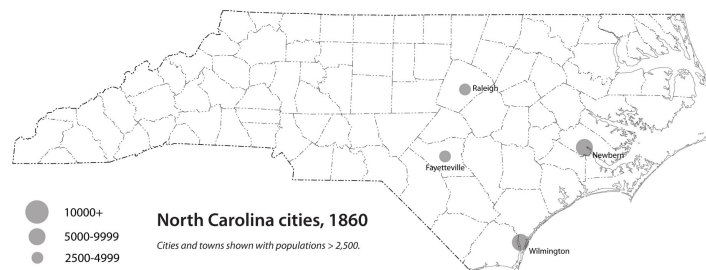 Raleigh
Newbern
Fayetteville
Wilmington
10000+
5000-9999
2500-4999
North Carolina cities, 1860
Cities and towns shown with populations > 2,500.